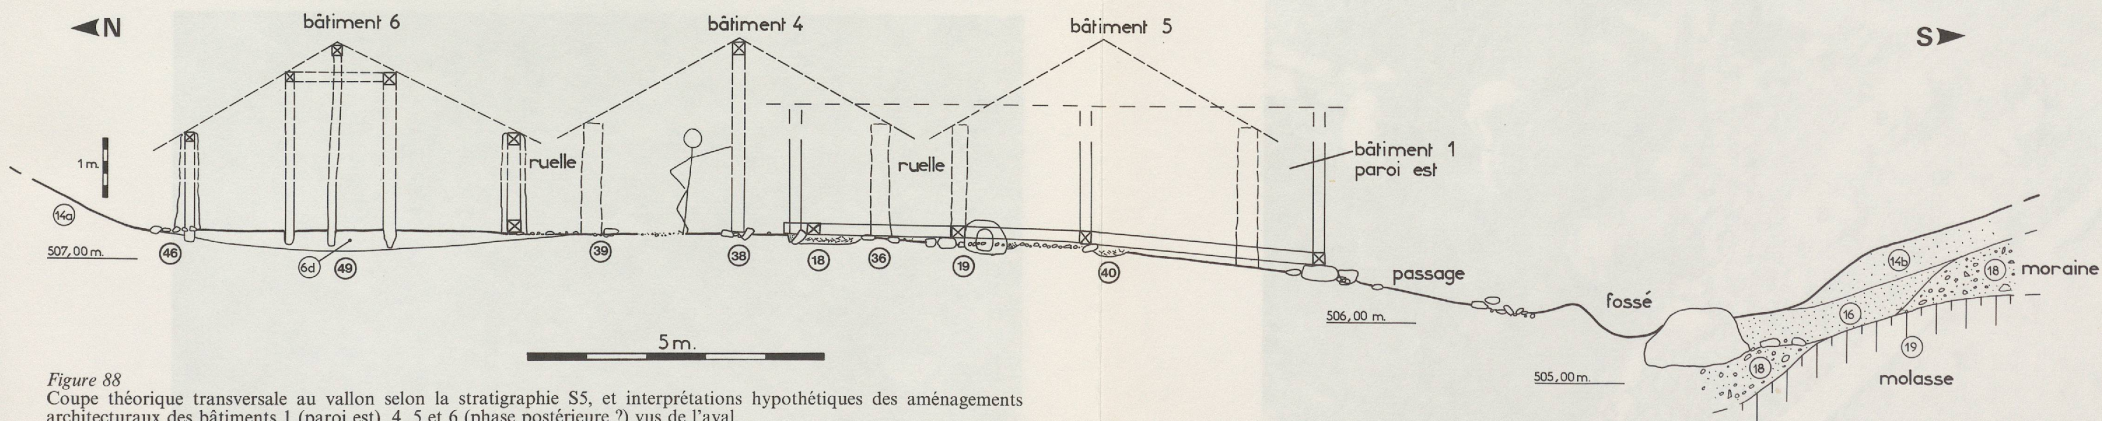 N
bâtiment 6
bâtiment 4
bâtiment 5
S
1 m.
ruelle
ruelle
bâtiment 1
paroi est
14a
507,00 m.
46
6d
49
39
38
18
36
19
40
passage
506,00 m.
fossé
14b
18
moraine
16
19
molasse
18
505,00 m.
5 m.
Figure 88
Coupe théorique transversale au vallon selon la stratigraphie S5, et interprétations hypothétiques des aménagements
architecturaux des bâtiments 1 (paroi est), 4, 5 et 6 (phase postérieure ?) vus de l'aval